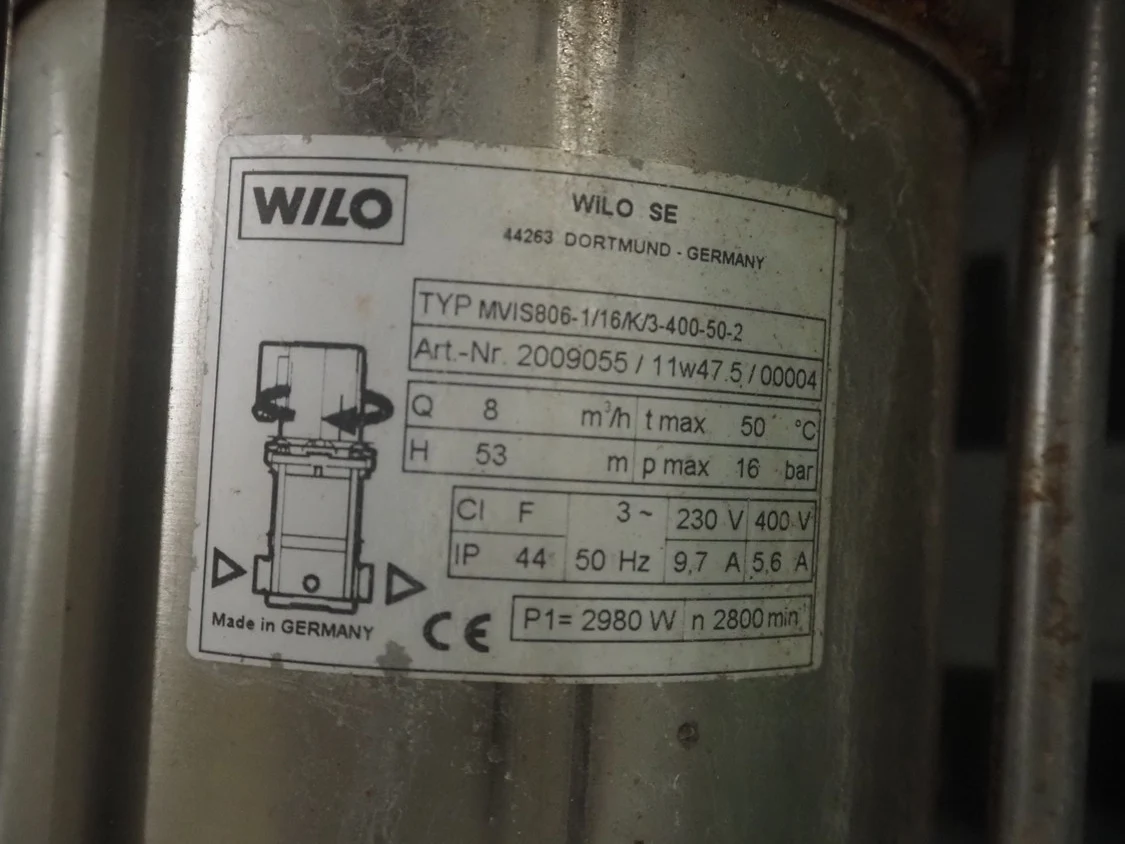 WILO
WILO SE
44263 DORTMUND - GERMANY
TYP MVIS806-1/16/K/3-400-50-2
Art.-Nr. 2009055 / 11w47.5 / 00004
Q 8 m³/h t max 50 °C
H 53 m p max 16 bar
Cl F 3 ~ 230 V 400 V
IP 44 50 Hz 9,7 A 5,6 A
P1= 2980 W n 2800 min
Made in GERMANY
CE